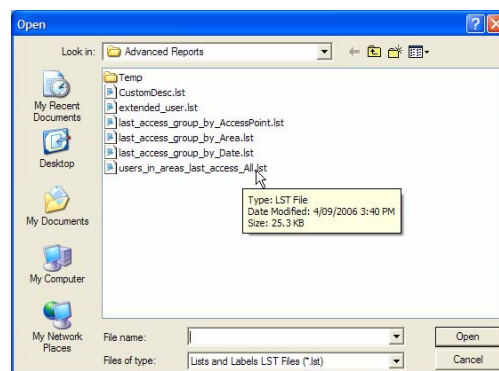 Open
Look in:
Advanced Reports
Temp
CustomDesc.lst
extended_user.lst
last_access_group_by_AccessPoint.lst
last_access_group_by_Area.lst
last_access_group_by_Date.lst
users_in_areas_last_access_All.lst
Type: LST File
Date Modified: 4/09/2006 3:40 PM
Size: 25.3 KB
My Recent
Documents
Desktop
My Documents
My Computer
My Network
Places
File name:
Open
Files of type:
Lists and Labels LST Files (*.lst)
Cancel